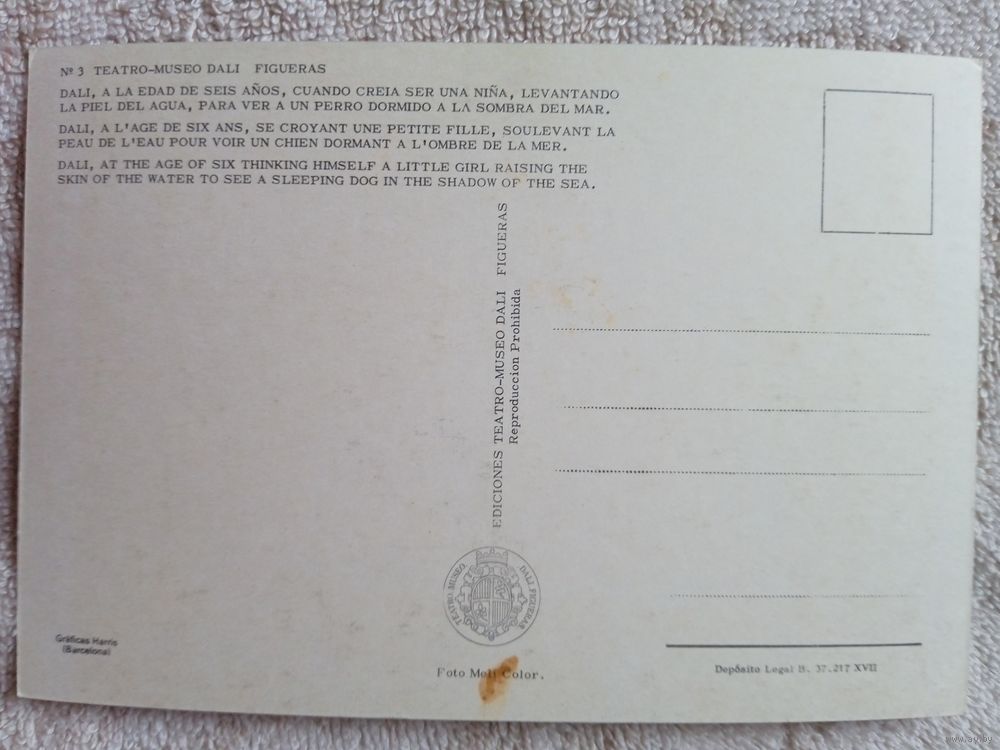 Nº 3 TEATRO-MUSEO DALI FIGUERAS
DALI, A LA EDAD DE SEIS AÑOS, CUANDO CREIA SER UNA NIÑA, LEVANTANDO
LA PIEL DEL AGUA, PARA VER A UN PERRO DORMIDO A LA SOMBRA DEL MAR.
DALI, A L'AGE DE SIX ANS, SE CROYANT UNE PETITE FILLE, SOULEVANT LA
PEAU DE L'EAU POUR VOIR UN CHIEN DORMANT A L'OMBRE DE LA MER.
DALI, AT THE AGE OF SIX THINKING HIMSELF A LITTLE GIRL RAISING THE
SKIN OF THE WATER TO SEE A SLEEPING DOG IN THE SHADOW OF THE SEA.
EDICIONES TEATRO-MUSEO DALI FIGUERAS
Reproduccion Prohibida
TEATRO-MUSEO DALI FIGUERAS
Gráficas Harris
(Barcelona)
Foto Meli Color.
Depósito Legal B. 37.217 XVII
www.ay.by